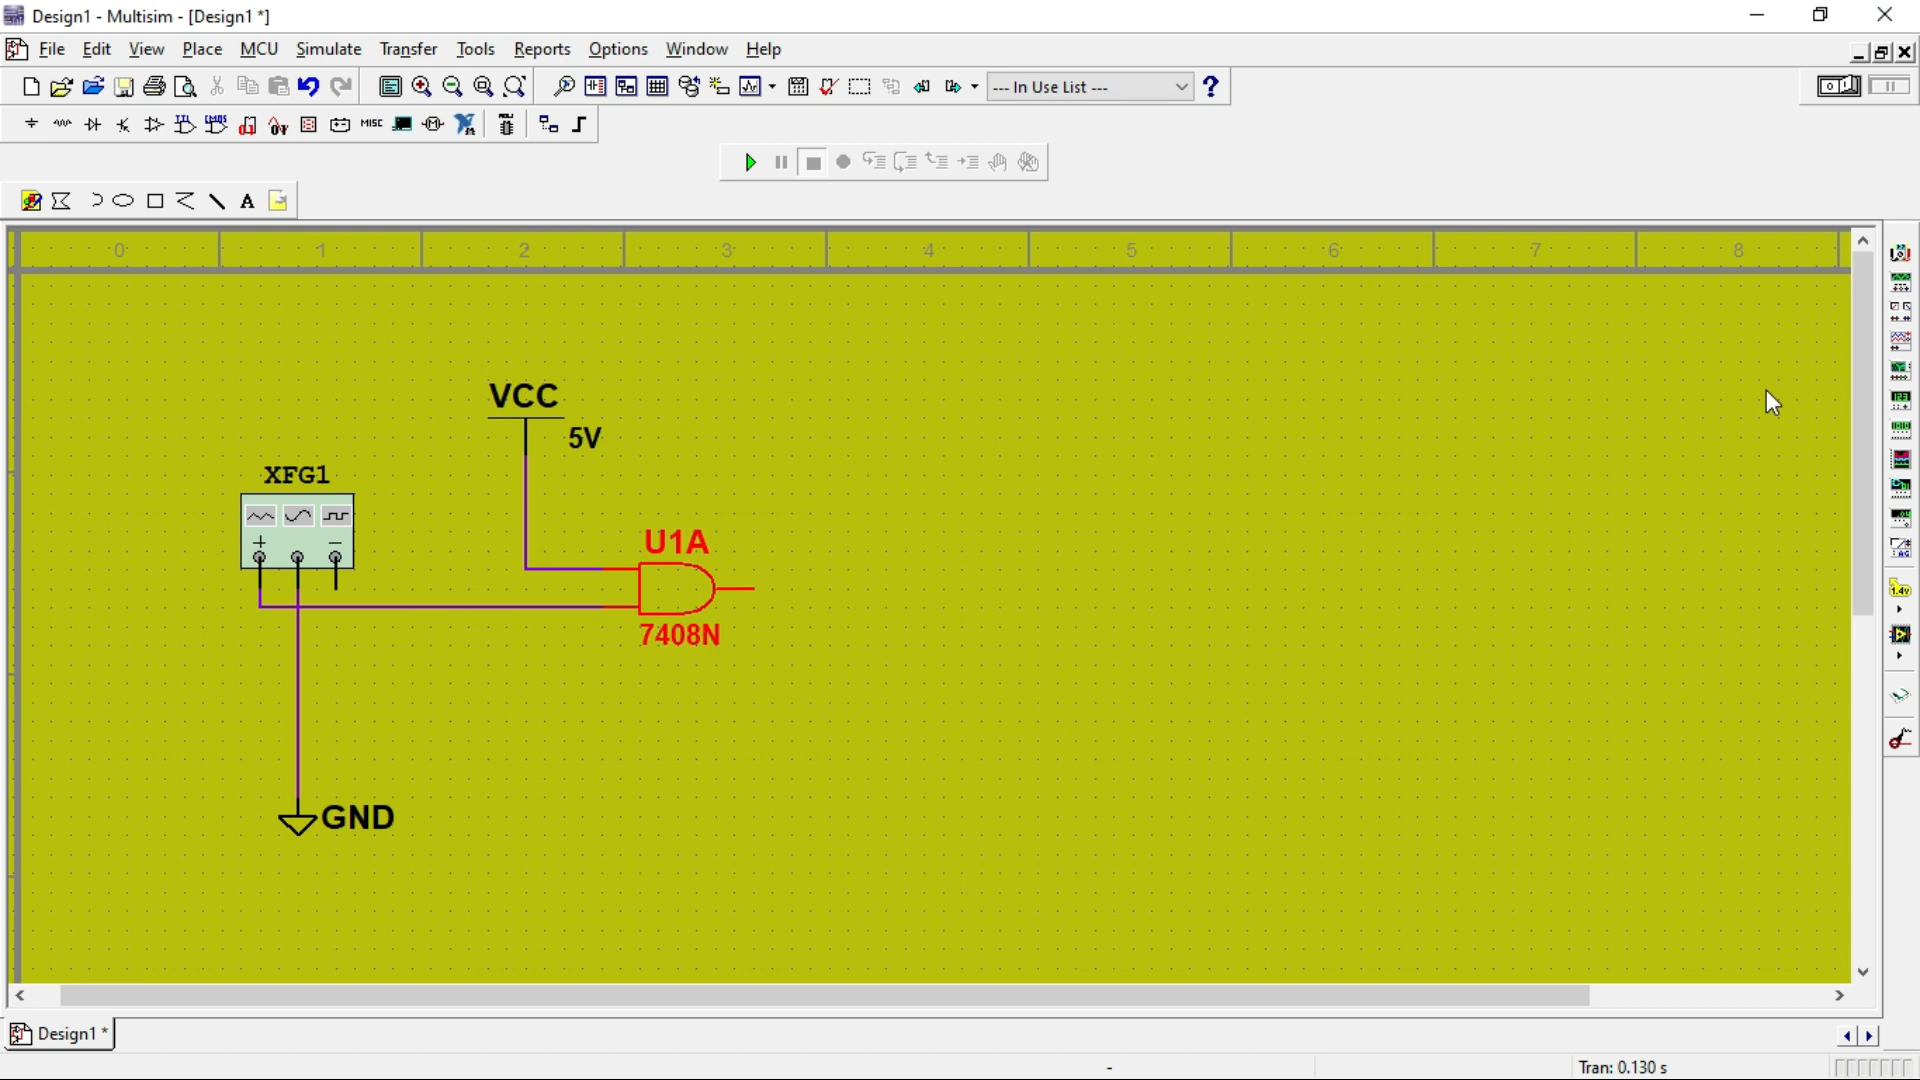 Design1 - Multisim - [Design1 *]
File Edit View Place MCU Simulate Transfer Tools Reports Options Window Help
--- In Use List ---
MISC
A
0 1 2 3 4 5 6 7 8
VCC
5V
XFG1
U1A
7408N
GND
Design1 *
-
Tran: 0.130 s